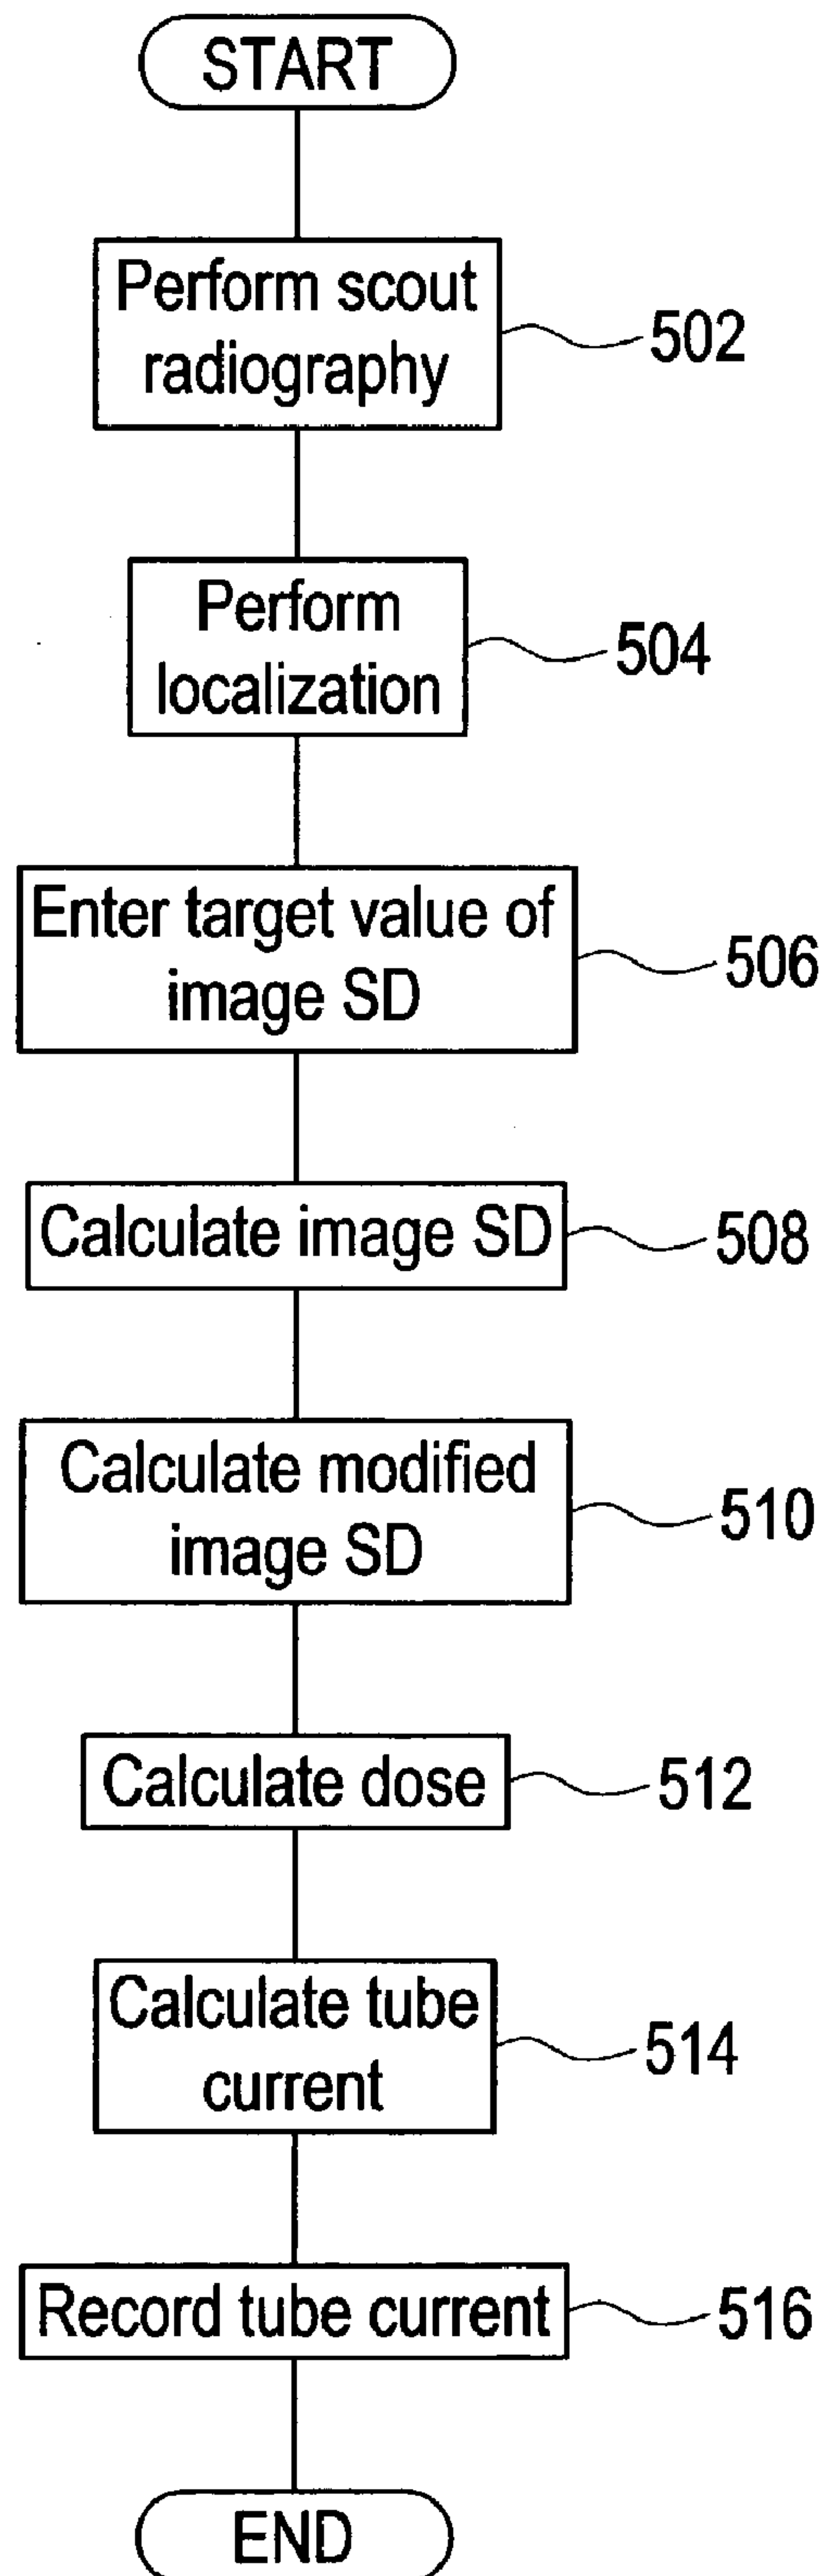 START
Perform scout
radiography
502
Perform
localization
504
Enter target value of
image SD
506
Calculate image SD
508
Calculate modified
image SD
510
Calculate dose
512
Calculate tube
current
514
Record tube current
516
END